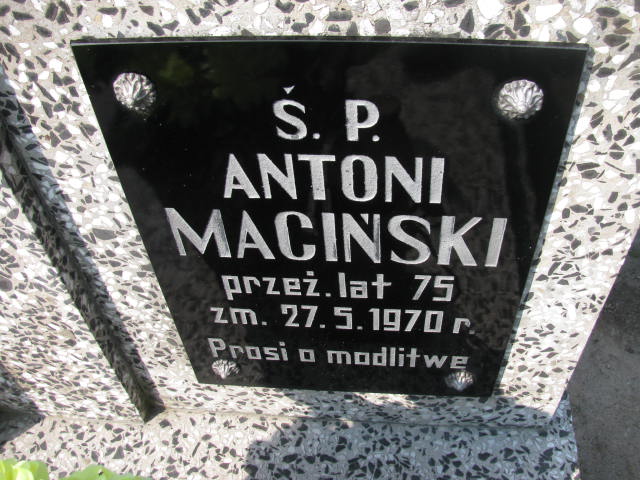 Ś. P.
ANTONI
MACIŃSKI
przeż. lat 75
zm. 27.5.1970 r.
Prosi o modlitwe